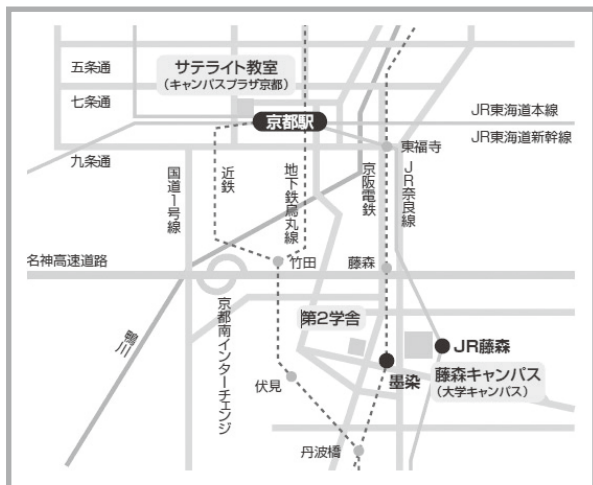 五条通
サテライト教室
（キャンパスプラザ京都）
七条通
JR東海道本線
京都駅
JR東海道新幹線
東福寺
九条通
国道1号線
近鉄
地下鉄烏丸線
京阪電鉄
JR奈良線
名神高速道路
竹田
藤森
京都南インターチェンジ
第2学舎
鴨川
JR藤森
墨染
藤森キャンパス
（大学キャンパス）
伏見
丹波橋